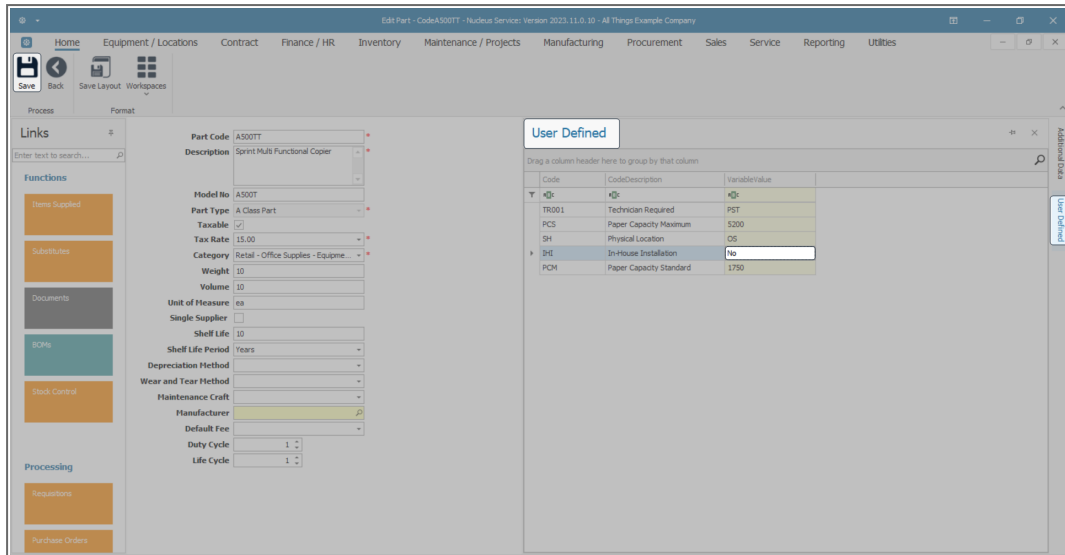 Edit Part - CodeA500TT - Nucleus Service: Version 2023.11.0.10 - All Things Example Company
Home Equipment / Locations Contract Finance / HR Inventory Maintenance / Projects Manufacturing Procurement Sales Service Reporting Utilities
Save Back Save Layout Workspaces
Process Format
Links
Enter text to search...
Functions
Items Supplied
Substitutes
Documents
BOMs
Stock Control
Processing
Requisitions
Purchase Orders
Part Code A500TT *
Description Sprint Multi Functional Copier *
Model No A500T
Part Type A Class Part *
Taxable
Tax Rate 15.00 *
Category Retail - Office Supplies - Equipme... *
Weight 10
Volume 10
Unit of Measure ea
Single Supplier
Shelf Life 10
Shelf Life Period Years
Depreciation Method
Wear and Tear Method
Maintenance Craft
Manufacturer
Default Fee
Duty Cycle 1
Life Cycle 1
User Defined
Drag a column header here to group by that column
Code CodeDescription VariableValue
TR001 Technician Required PST
PCS Paper Capacity Maximum 5200
SH Physical Location OS
IHI In-House Installation No
PCM Paper Capacity Standard 1750
Additional Data
User Defined